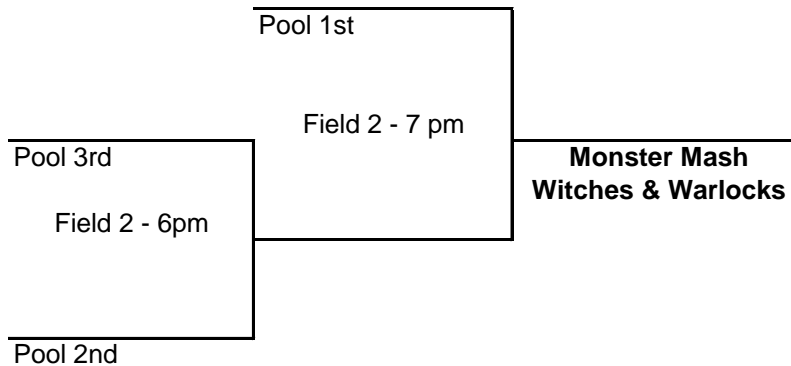 Pool 1st
Field 2 - 7 pm
Pool 3rd
Monster Mash
Witches & Warlocks
Field 2 - 6pm
Pool 2nd